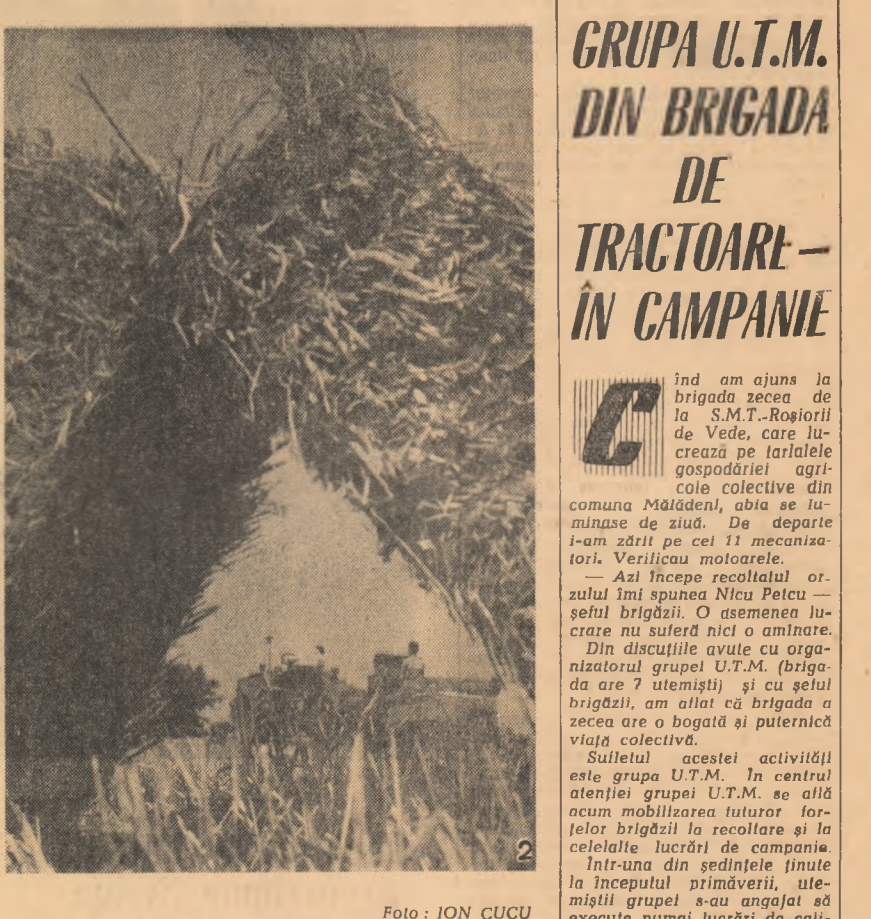 2
Foto : ION CUCU
GRUPA U.T.M.
DIN BRIGADA
DE
TRACTOARE —
ÎN CAMPANIE
Cînd am ajuns la
brigada zecea de
la S.M.T.-Roșiorii
de Vede, care lu-
crează pe tarlalele
gospodăriei agri-
cole colective din
comuna Mălădeni, abia se lu-
minase de ziuă. De departe
i-am zărit pe cei 11 mecaniza-
tori. Verificau motoarele.
— Azi începe recoltatul or-
zului îmi spunea Nicu Petcu —
șeful brigăzii. O asemenea lu-
crare nu suferă nici o amînare.
Din discuțiile avute cu orga-
nizatorul grupei U.T.M. (briga-
da are 7 utemiști) și cu șeful
brigăzii, am aflat că brigada a
zecea are o bogată și puternică
viață colectivă.
Sufletul acestei activități
este grupa U.T.M. În centrul
atenției grupei U.T.M. se află
acum mobilizarea tuturor for-
țelor brigăzii la recoltare și la
celelalte lucrări de campanie.
Într-una din ședințele ținute
la începutul primăverii, ute-
miștii grupei s-au angajat să
execute numai lucrări de cali-